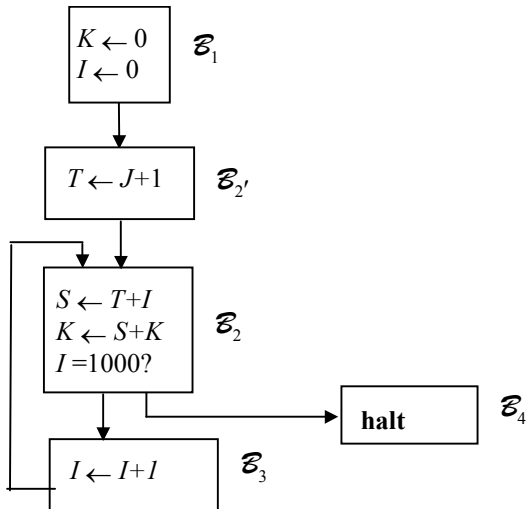 K ← 0
I ← 0
ℬ₁
T ← J+1
ℬ₂′
S ← T+I
K ← S+K
I =1000?
ℬ₂
halt
ℬ₄
I ← I+1
ℬ₃